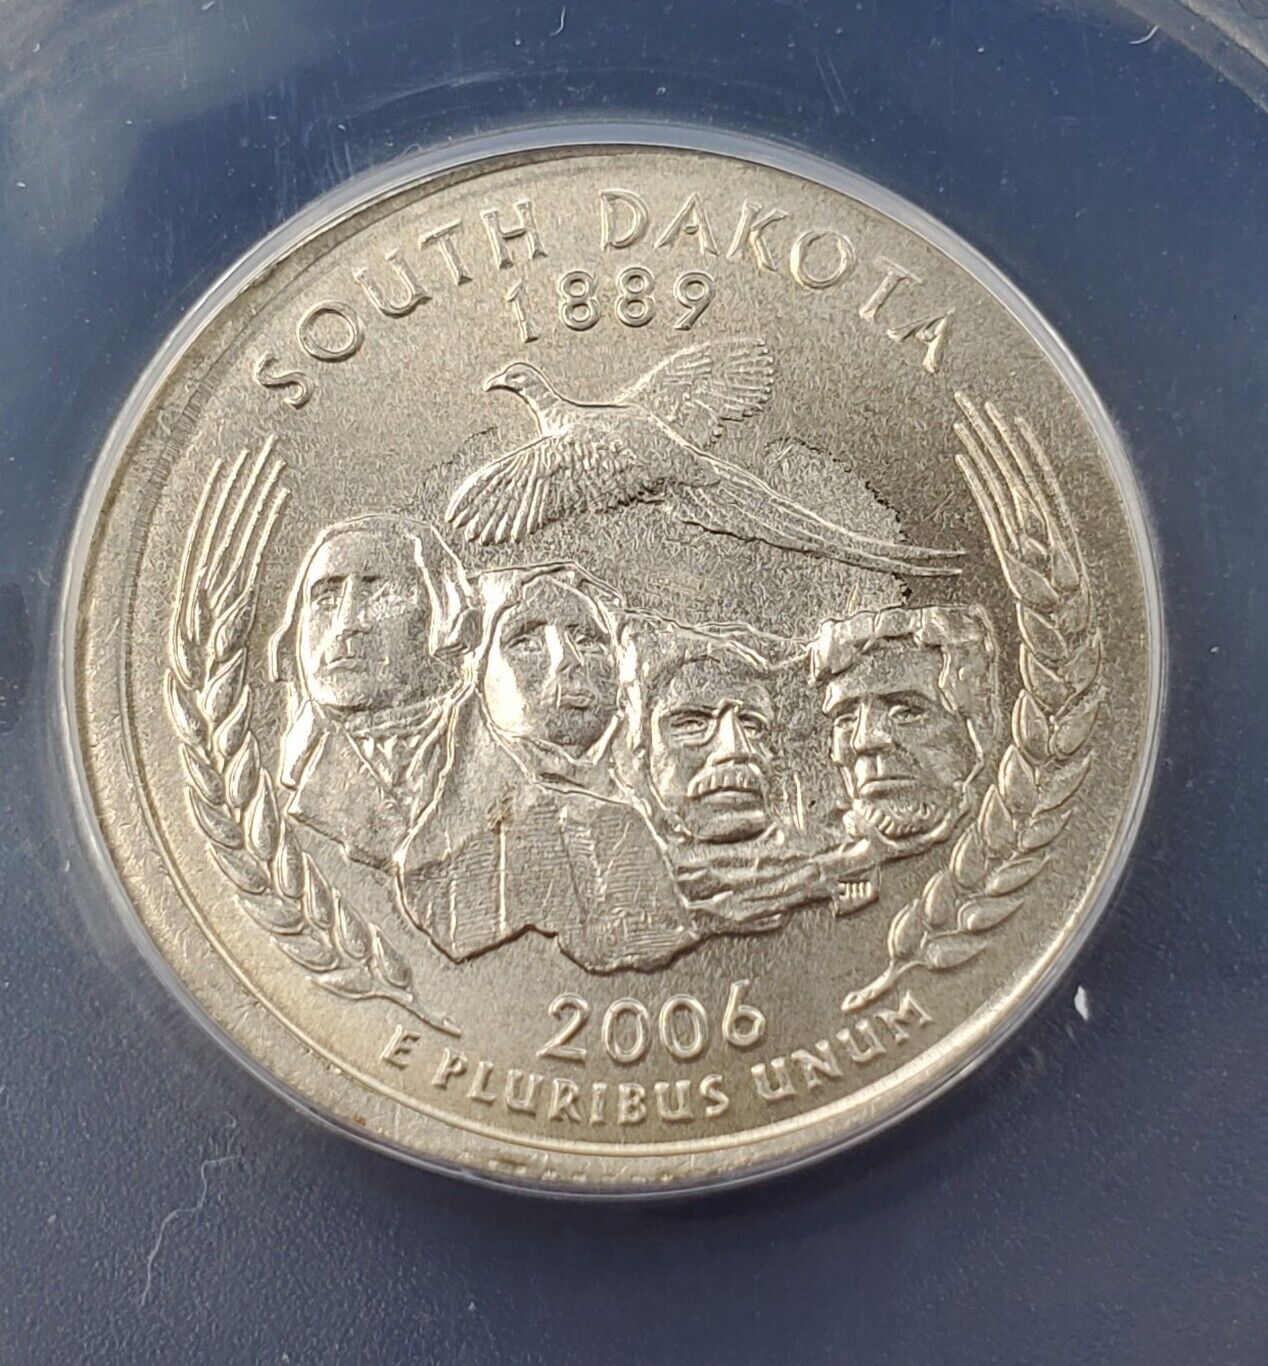 SOUTH DAKOTA
1889
2006
E PLURIBUS UNUM